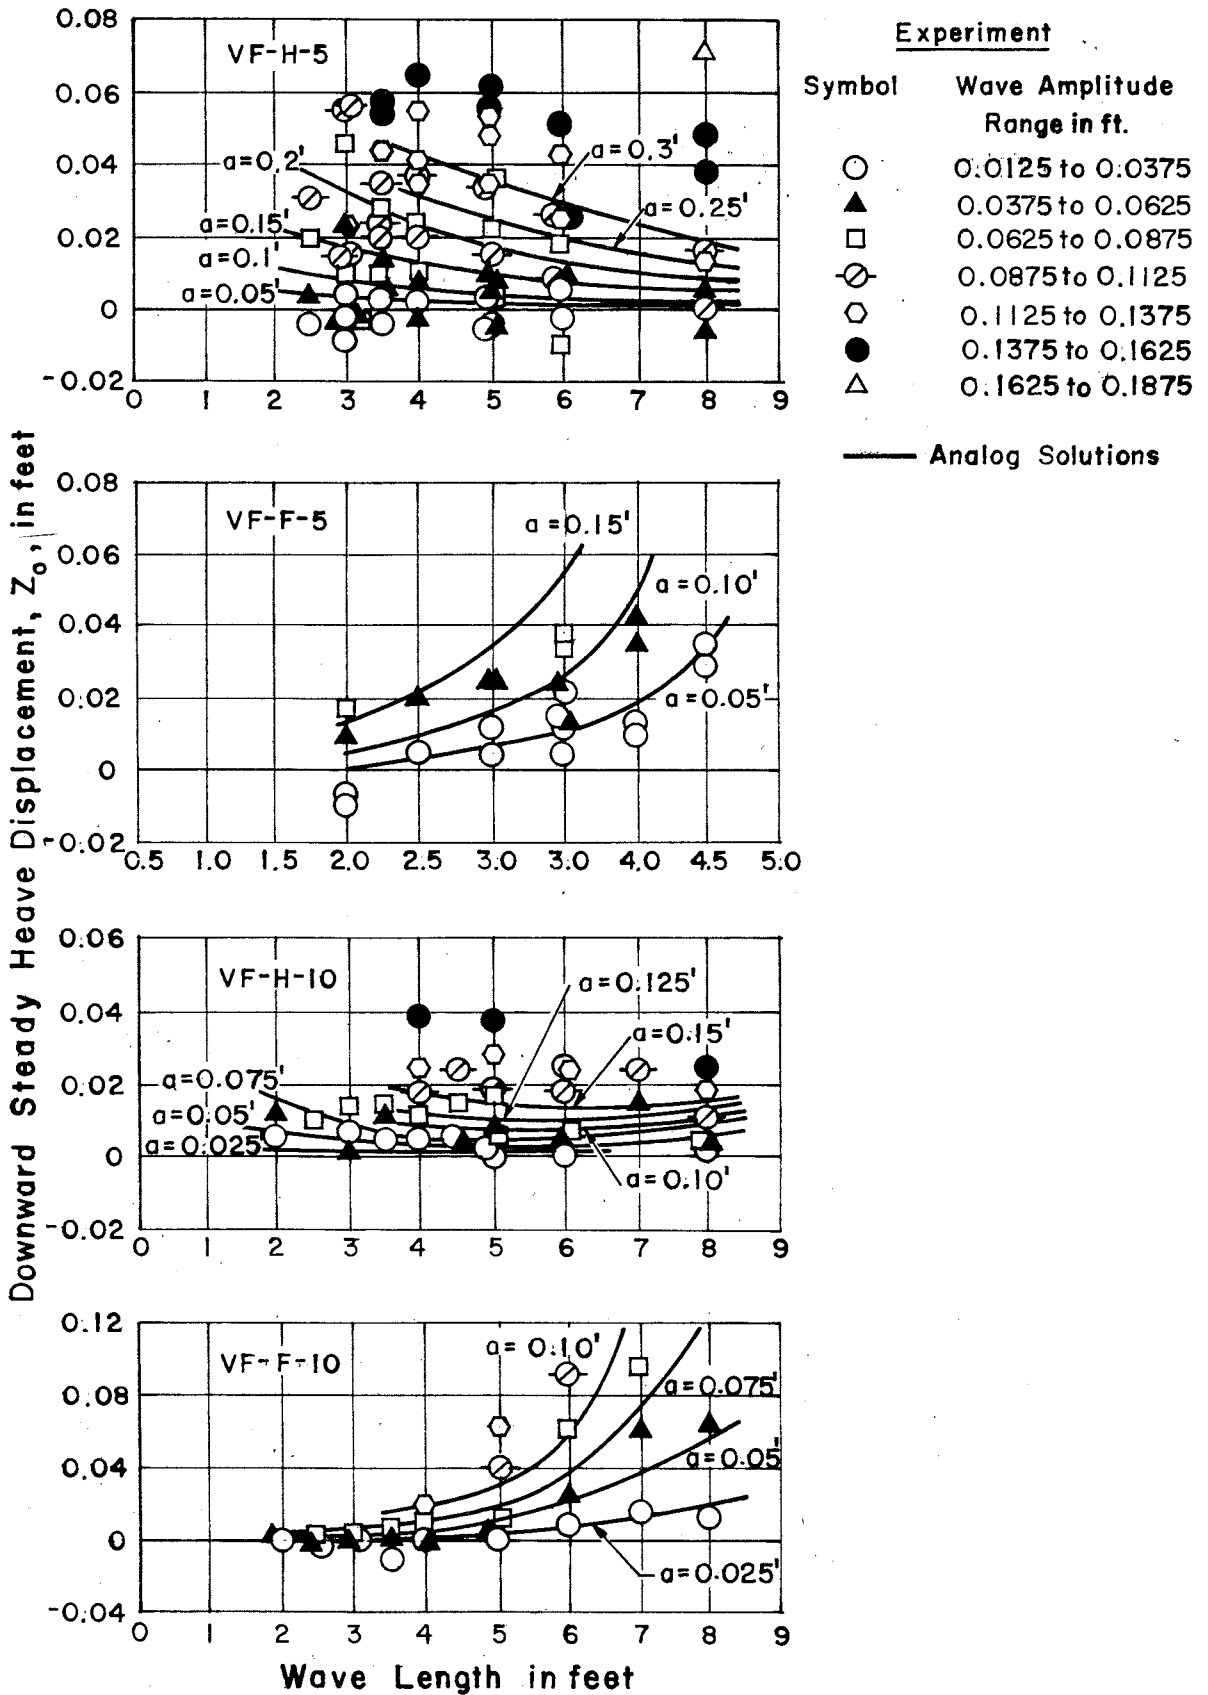 Experiment
Symbol Wave Amplitude
Range in ft.
0.0125 to 0.0375
0.0375 to 0.0625
0.0625 to 0.0875
0.0875 to 0.1125
0.1125 to 0.1375
0.1375 to 0.1625
0.1625 to 0.1875
Analog Solutions
Downward Steady Heave Displacement, Zo, in feet
VF-H-5
0.08
0.06
0.04
0.02
0
-0.02
a=0.2'
a=0.15'
a=0.1'
a=0.05'
a=0.3'
a=0.25'
0 1 2 3 4 5 6 7 8 9
VF-F-5
0.08
0.06
0.04
0.02
0
-0.02
a=0.15'
a=0.10'
a=0.05'
0.5 1.0 1.5 2.0 2.5 3.0 3.0 4.0 4.5 5.0
VF-H-10
0.06
0.04
0.02
0
-0.02
a=0.125'
a=0.15'
a=0.075'
a=0.05'
a=0.025
a=0.10'
0 1 2 3 4 5 6 7 8 9
VF-F-10
0.12
0.08
0.04
0
-0.04
a=0.10'
a=0.075'
a=0.05'
a=0.025'
0 1 2 3 4 5 6 7 8 9
Wave Length in feet